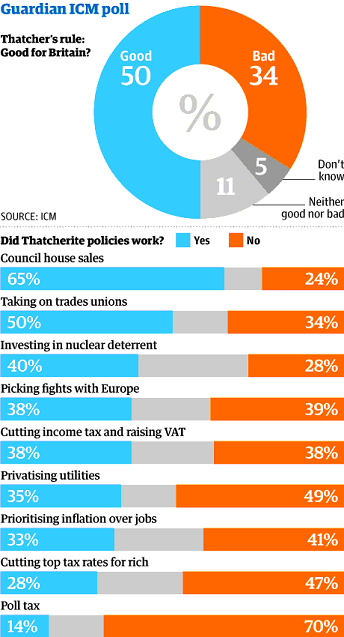 Guardian ICM poll
Thatcher's rule:
Good for Britain?
Good
50
Bad
34
%
5
11
Don't
know
Neither
good nor bad
SOURCE: ICM
Did Thatcherite policies work? Yes No
Council house sales
65% 24%
Taking on trades unions
50% 34%
Investing in nuclear deterrent
40% 28%
Picking fights with Europe
38% 39%
Cutting income tax and raising VAT
38% 38%
Privatising utilities
35% 49%
Prioritising inflation over jobs
33% 41%
Cutting top tax rates for rich
28% 47%
Poll tax
14% 70%